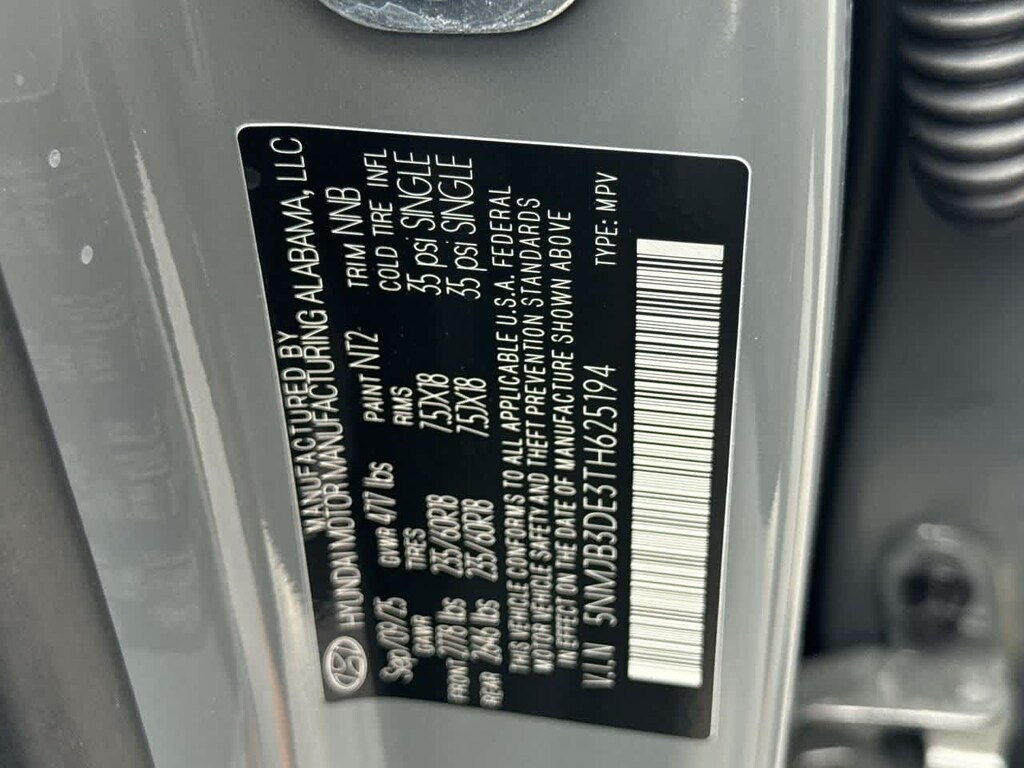 MANUFACTURED BY
HYUNDAI MOTOR MANUFACTURING ALABAMA, LLC
Sep/09/25 GVWR 4717 lbs PAINT NT2 TRIM NNB
GAWR TIRES RIMS COLD TIRE INFL
FRONT 2778 lbs 235/60R18 7.5JX18 35 psi SINGLE
REAR 2646 lbs 235/60R18 7.5JX18 35 psi SINGLE
THIS VEHICLE CONFORMS TO ALL APPLICABLE U.S.A. FEDERAL
MOTOR VEHICLE SAFETY AND THEFT PREVENTION STANDARDS
IN EFFECT ON THE DATE OF MANUFACTURE SHOWN ABOVE
V.I.N 5NMJB3DE3TH625194 TYPE: MPV